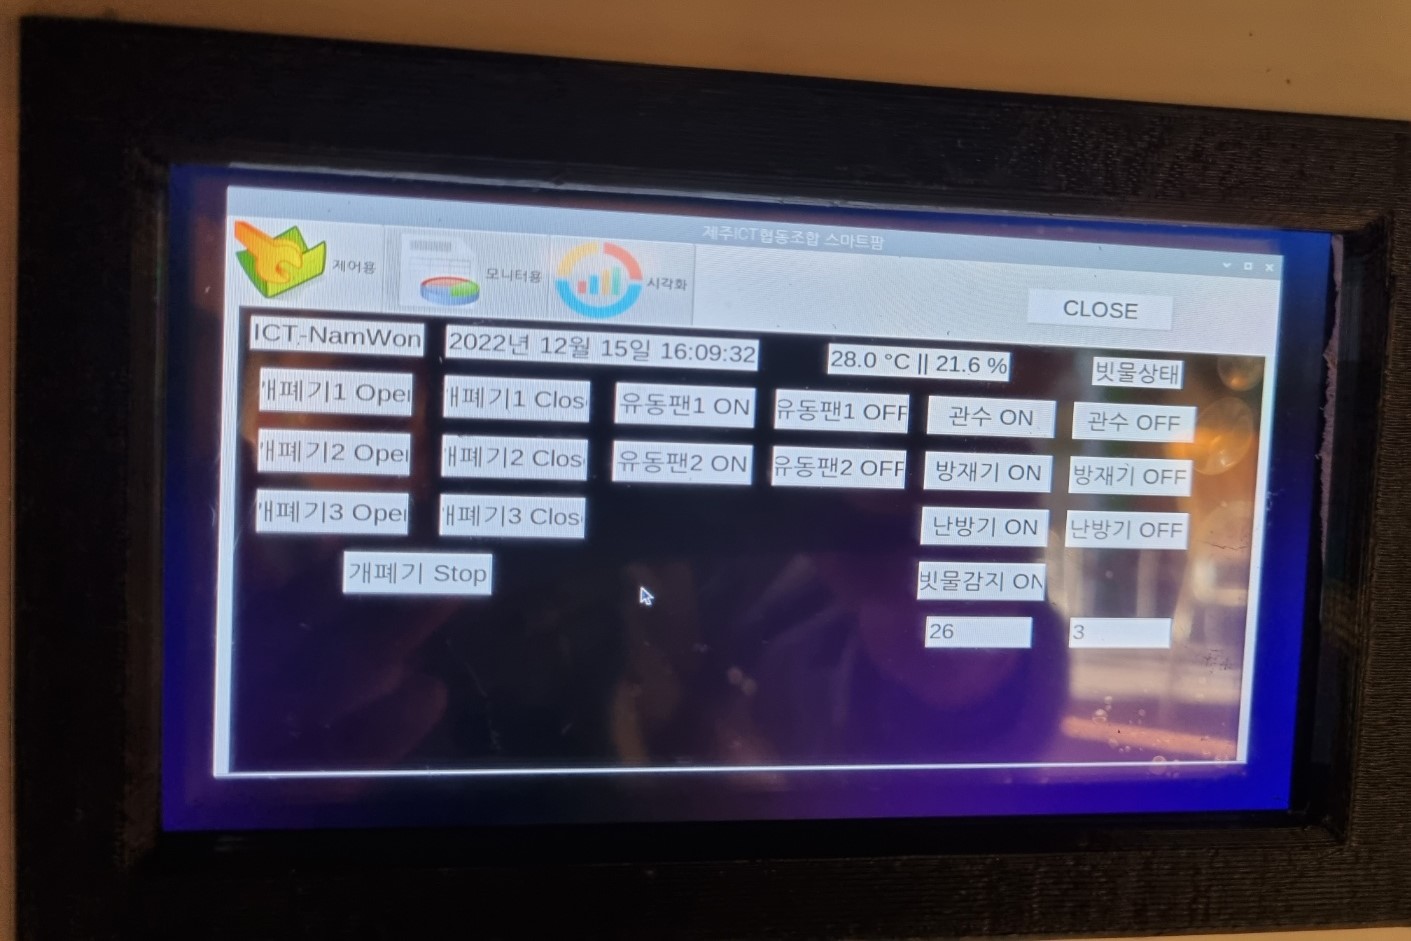 제주ICT협동조합 스마트팜
제어용 모니터용 시각화 CLOSE
ICT-NamWon 2022년 12월 15일 16:09:32 28.0 °C || 21.6 % 빗물상태
개폐기1 Open 개폐기1 Clos 유동팬1 ON 유동팬1 OFF 관수 ON 관수 OFF
개폐기2 Open 개폐기2 Clos 유동팬2 ON 유동팬2 OFF 방재기 ON 방재기 OFF
개폐기3 Open 개폐기3 Clos 난방기 ON 난방기 OFF
개폐기 Stop 빗물감지 ON
26 3